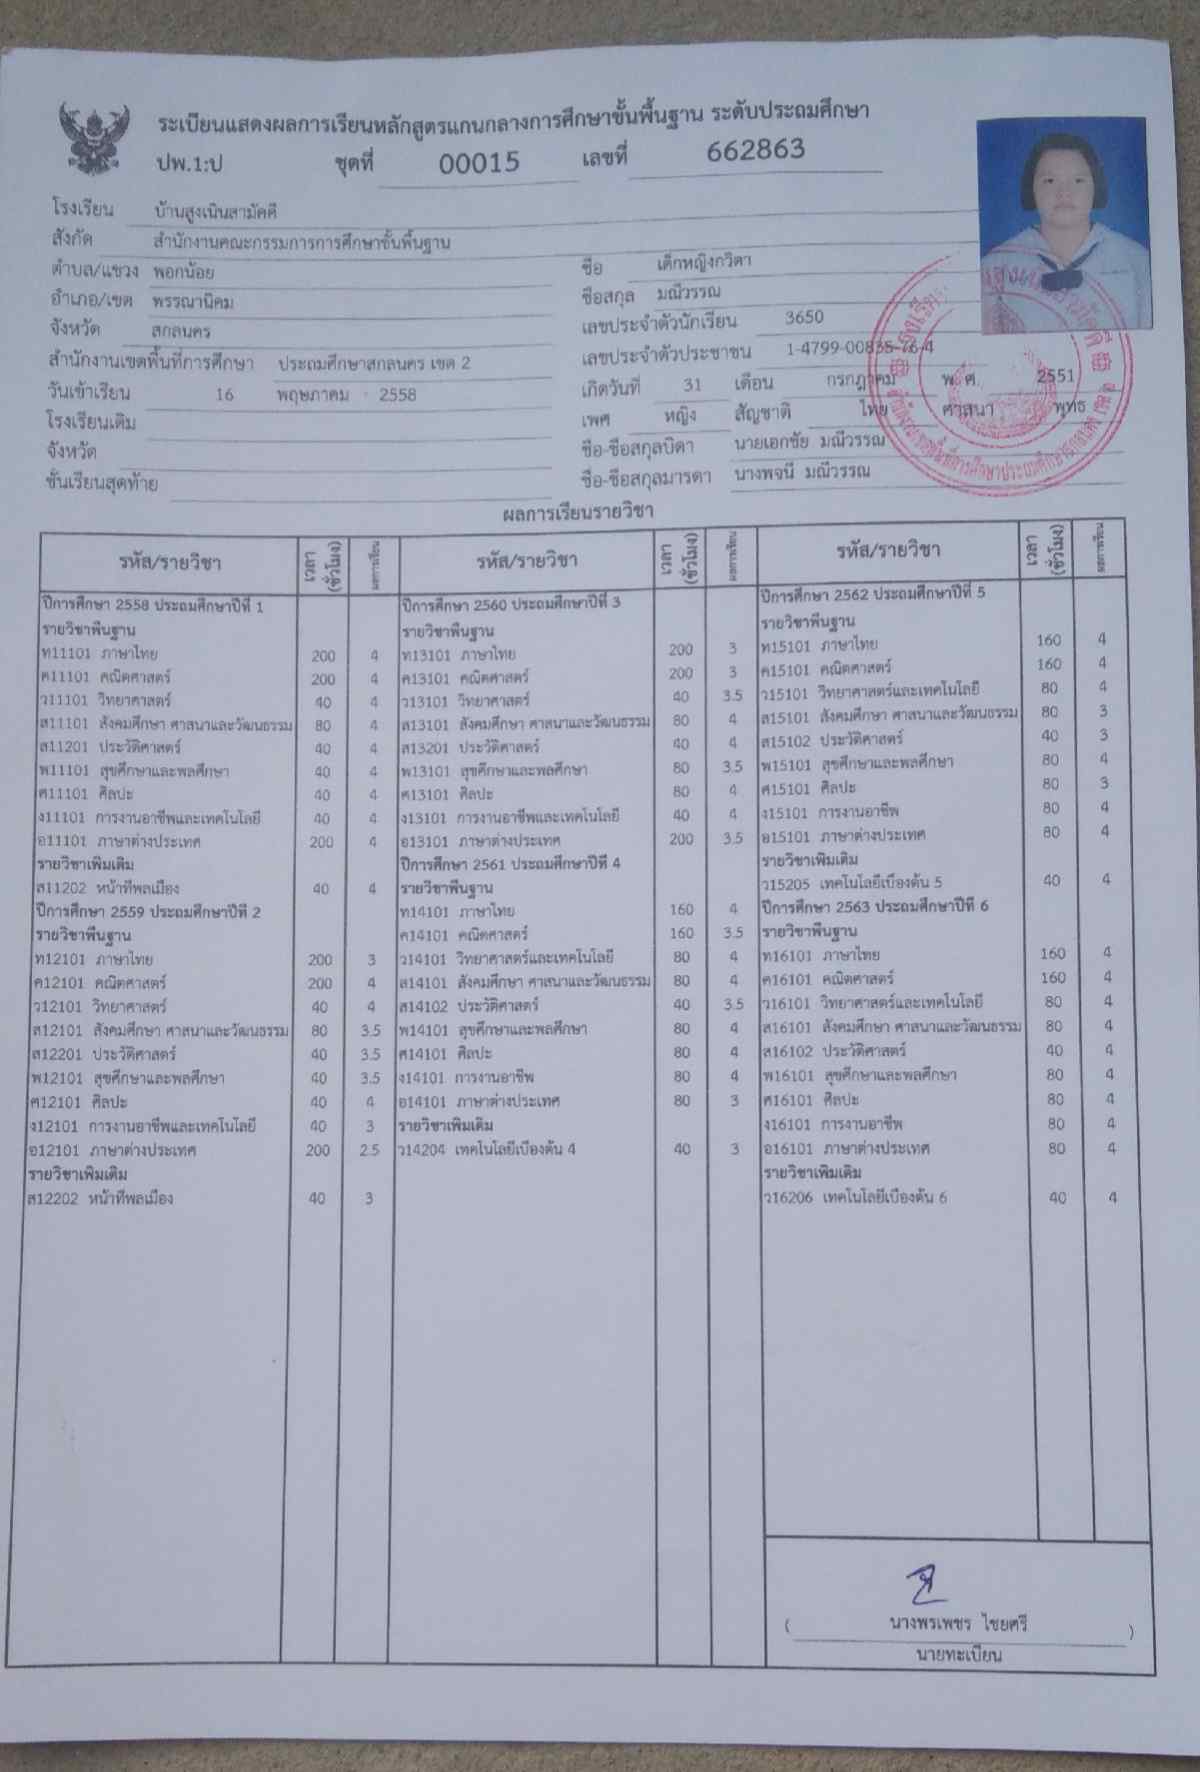 ระเบียนแสดงผลการเรียนหลักสูตรแกนกลางการศึกษาขั้นพื้นฐาน ระดับประถมศึกษา
ปพ.1:ป ชุดที่ 00015 เลขที่ 662863
โรงเรียน บ้านสูงเนินสามัคคี
สังกัด สำนักงานคณะกรรมการการศึกษาขั้นพื้นฐาน
ตำบล/แขวง พอกน้อย
อำเภอ/เขต พรรณานิคม
จังหวัด สกลนคร
สำนักงานเขตพื้นที่การศึกษา ประถมศึกษาสกลนคร เขต 2
วันเข้าเรียน 16 พฤษภาคม 2558
โรงเรียนเดิม
จังหวัด
ชั้นเรียนสุดท้าย
ชื่อ เด็กหญิงกวิตา
ชื่อสกุล มณีวรรณ
เลขประจำตัวนักเรียน 3650
เลขประจำตัวประชาชน 1-4799-00835-76-4
เกิดวันที่ 31 เดือน กรกฎาคม พ.ศ. 2551
เพศ หญิง สัญชาติ ไทย ศาสนา พุทธ
ชื่อ-ชื่อสกุลบิดา นายเอกชัย มณีวรรณ
ชื่อ-ชื่อสกุลมารดา นางพจนี มณีวรรณ
ผลการเรียนรายวิชา
รหัส/รายวิชา เวลา (ชั่วโมง) ผลการเรียน
ปีการศึกษา 2558 ประถมศึกษาปีที่ 1
รายวิชาพื้นฐาน
ท11101 ภาษาไทย 200 4
ค11101 คณิตศาสตร์ 200 4
ว11101 วิทยาศาสตร์ 40 4
ส11101 สังคมศึกษา ศาสนาและวัฒนธรรม 80 4
ส11201 ประวัติศาสตร์ 40 4
พ11101 สุขศึกษาและพลศึกษา 40 4
ศ11101 ศิลปะ 40 4
ง11101 การงานอาชีพและเทคโนโลยี 40 4
อ11101 ภาษาต่างประเทศ 200 4
รายวิชาเพิ่มเติม
ส11202 หน้าที่พลเมือง 40 4
ปีการศึกษา 2559 ประถมศึกษาปีที่ 2
รายวิชาพื้นฐาน
ท12101 ภาษาไทย 200 3
ค12101 คณิตศาสตร์ 200 4
ว12101 วิทยาศาสตร์ 40 4
ส12101 สังคมศึกษา ศาสนาและวัฒนธรรม 80 3.5
ส12201 ประวัติศาสตร์ 40 3.5
พ12101 สุขศึกษาและพลศึกษา 40 3.5
ศ12101 ศิลปะ 40 4
ง12101 การงานอาชีพและเทคโนโลยี 40 3
อ12101 ภาษาต่างประเทศ 200 2.5
รายวิชาเพิ่มเติม
ส12202 หน้าที่พลเมือง 40 3
รหัส/รายวิชา เวลา (ชั่วโมง) ผลการเรียน
ปีการศึกษา 2560 ประถมศึกษาปีที่ 3
รายวิชาพื้นฐาน
ท13101 ภาษาไทย 200 3
ค13101 คณิตศาสตร์ 200 3
ว13101 วิทยาศาสตร์ 40 3.5
ส13101 สังคมศึกษา ศาสนาและวัฒนธรรม 80 4
ส13201 ประวัติศาสตร์ 40 4
พ13101 สุขศึกษาและพลศึกษา 80 3.5
ศ13101 ศิลปะ 80 4
ง13101 การงานอาชีพและเทคโนโลยี 40 4
อ13101 ภาษาต่างประเทศ 200 3.5
ปีการศึกษา 2561 ประถมศึกษาปีที่ 4
รายวิชาพื้นฐาน
ท14101 ภาษาไทย 160 4
ค14101 คณิตศาสตร์ 160 3.5
ว14101 วิทยาศาสตร์และเทคโนโลยี 80 4
ส14101 สังคมศึกษา ศาสนาและวัฒนธรรม 80 4
ส14102 ประวัติศาสตร์ 40 3.5
พ14101 สุขศึกษาและพลศึกษา 80 4
ศ14101 ศิลปะ 80 4
ง14101 การงานอาชีพ 80 4
อ14101 ภาษาต่างประเทศ 80 3
รายวิชาเพิ่มเติม
ว14204 เทคโนโลยีเบื้องต้น 4 40 3
รหัส/รายวิชา เวลา (ชั่วโมง) ผลการเรียน
ปีการศึกษา 2562 ประถมศึกษาปีที่ 5
รายวิชาพื้นฐาน
ท15101 ภาษาไทย 160 4
ค15101 คณิตศาสตร์ 160 4
ว15101 วิทยาศาสตร์และเทคโนโลยี 80 4
ส15101 สังคมศึกษา ศาสนาและวัฒนธรรม 80 3
ส15102 ประวัติศาสตร์ 40 3
พ15101 สุขศึกษาและพลศึกษา 80 4
ศ15101 ศิลปะ 80 3
ง15101 การงานอาชีพ 80 4
อ15101 ภาษาต่างประเทศ 80 4
รายวิชาเพิ่มเติม
ว15205 เทคโนโลยีเบื้องต้น 5 40 4
ปีการศึกษา 2563 ประถมศึกษาปีที่ 6
รายวิชาพื้นฐาน
ท16101 ภาษาไทย 160 4
ค16101 คณิตศาสตร์ 160 4
ว16101 วิทยาศาสตร์และเทคโนโลยี 80 4
ส16101 สังคมศึกษา ศาสนาและวัฒนธรรม 80 4
ส16102 ประวัติศาสตร์ 40 4
พ16101 สุขศึกษาและพลศึกษา 80 4
ศ16101 ศิลปะ 80 4
ง16101 การงานอาชีพ 80 4
อ16101 ภาษาต่างประเทศ 80 4
รายวิชาเพิ่มเติม
ว16206 เทคโนโลยีเบื้องต้น 6 40 4
( นางพรเพชร ไชยศรี )
นายทะเบียน